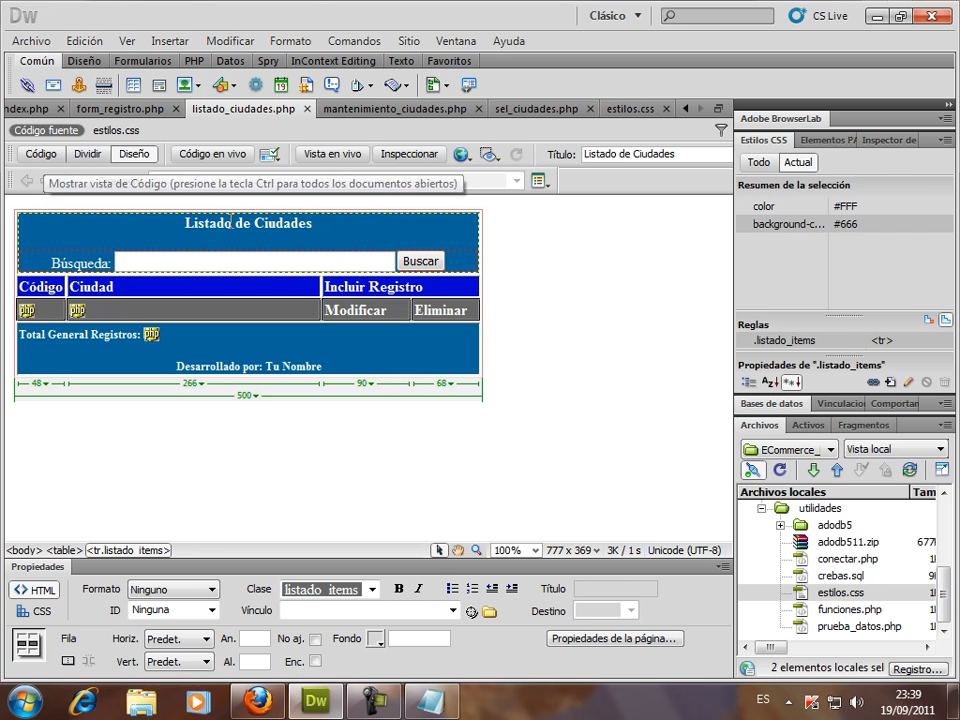 Dw
Clásico
CS Live
Archivo Edición Ver Insertar Modificar Formato Comandos Sitio Ventana Ayuda
Común Diseño Formularios PHP Datos Spry InContext Editing Texto Favoritos
ndex.php × form_registro.php × listado_ciudades.php × mantenimiento_ciudades.php × sel_ciudades.php × estilos.css ×
Código fuente estilos.css
Código Dividir Diseño Código en vivo Vista en vivo Inspeccionar Título: Listado de Ciudades
Mostrar vista de Código (presione la tecla Ctrl para todos los documentos abiertos)
Listado de Ciudades
Búsqueda: Buscar
Código Ciudad Incluir Registro
php php Modificar Eliminar
Total General Registros: php
Desarrollado por: Tu Nombre
48 266 90 68
500
<body> <table> <tr.listado_items> 100% 777 x 369 3K / 1 s Unicode (UTF-8)
Propiedades
<> HTML Formato Ninguno Clase listado_items B I Título
CSS ID Ninguna Vínculo Destino
Fila Horiz. Predet. An. No aj. Fondo Propiedades de la página...
Vert. Predet. Al. Enc.
Adobe BrowserLab
Estilos CSS Elementos PA Inspector de
Todo Actual
Resumen de la selección
color #FFF
background-c... #666
Reglas
.listado_items <tr>
Propiedades de ".listado_items"
Bases de datos Vinculacio Comportar
Archivos Activos Fragmentos
ECommerce_ Vista local
Archivos locales Tam
utilidades
adodb5
adodb511.zip 677
conectar.php 1
crebas.sql 9
estilos.css 1
funciones.php 1
prueba_datos.php 1
2 elementos locales sel Registro...
Dw ES 23:39
19/09/2011